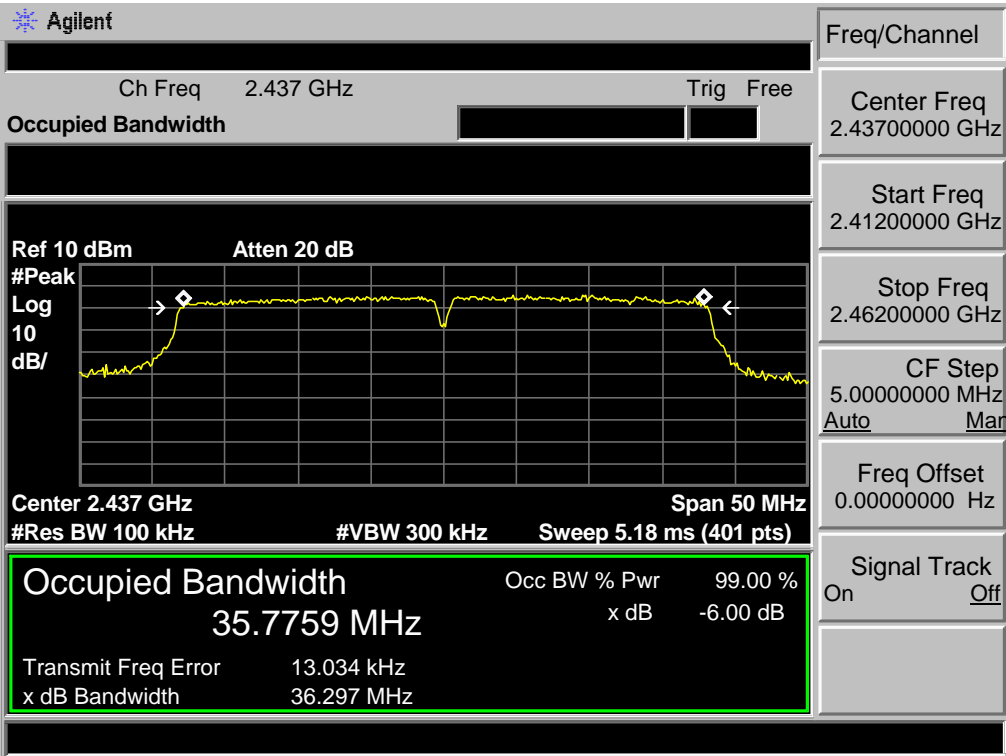 Agilent
Freq/Channel
Ch Freq 2.437 GHz Trig Free
Occupied Bandwidth
Center Freq
2.43700000 GHz
Start Freq
2.41200000 GHz
Stop Freq
2.46200000 GHz
CF Step
5.00000000 MHz
Auto Man
Freq Offset
0.00000000 Hz
Signal Track
On Off
Ref 10 dBm Atten 20 dB
#Peak
Log
10
dB/
Center 2.437 GHz Span 50 MHz
#Res BW 100 kHz #VBW 300 kHz Sweep 5.18 ms (401 pts)
Occupied Bandwidth Occ BW % Pwr 99.00 %
35.7759 MHz x dB -6.00 dB
Transmit Freq Error 13.034 kHz
x dB Bandwidth 36.297 MHz